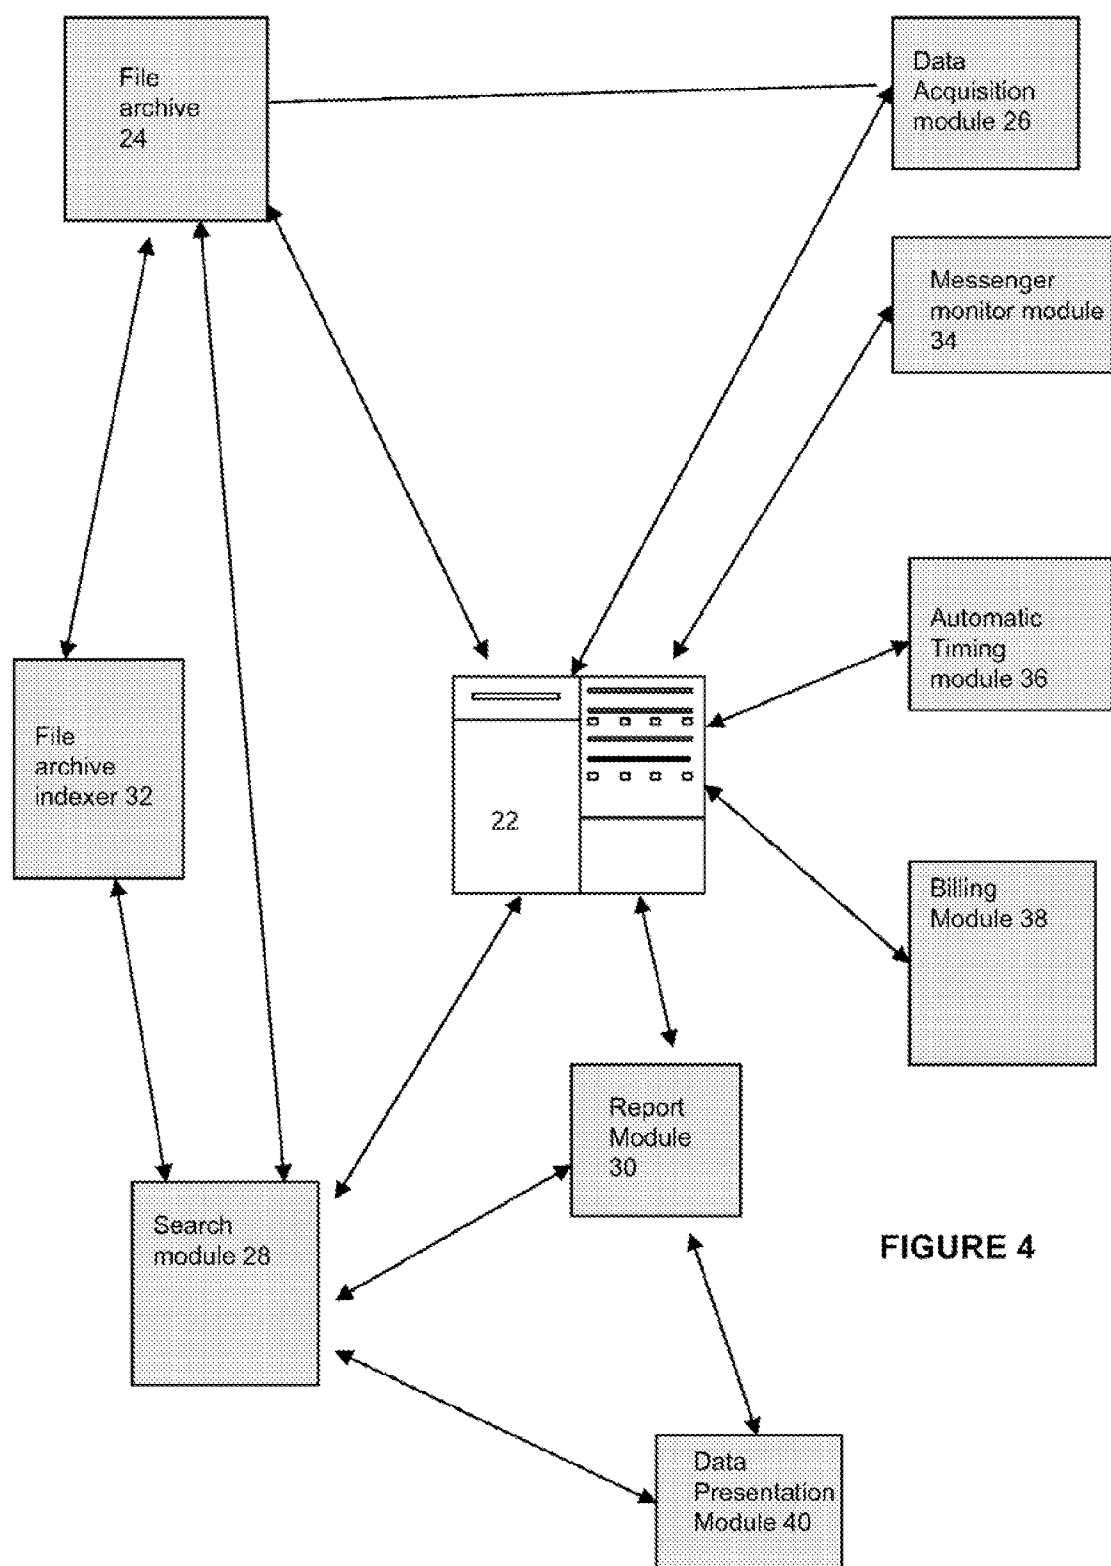 File
archive
24
Data
Acquisition
module 26
Messenger
monitor module
34
Automatic
Timing
module 36
File
archive
indexer 32
22
Billing
Module 38
Report
Module
30
Search
module 28
FIGURE 4
Data
Presentation
Module 40